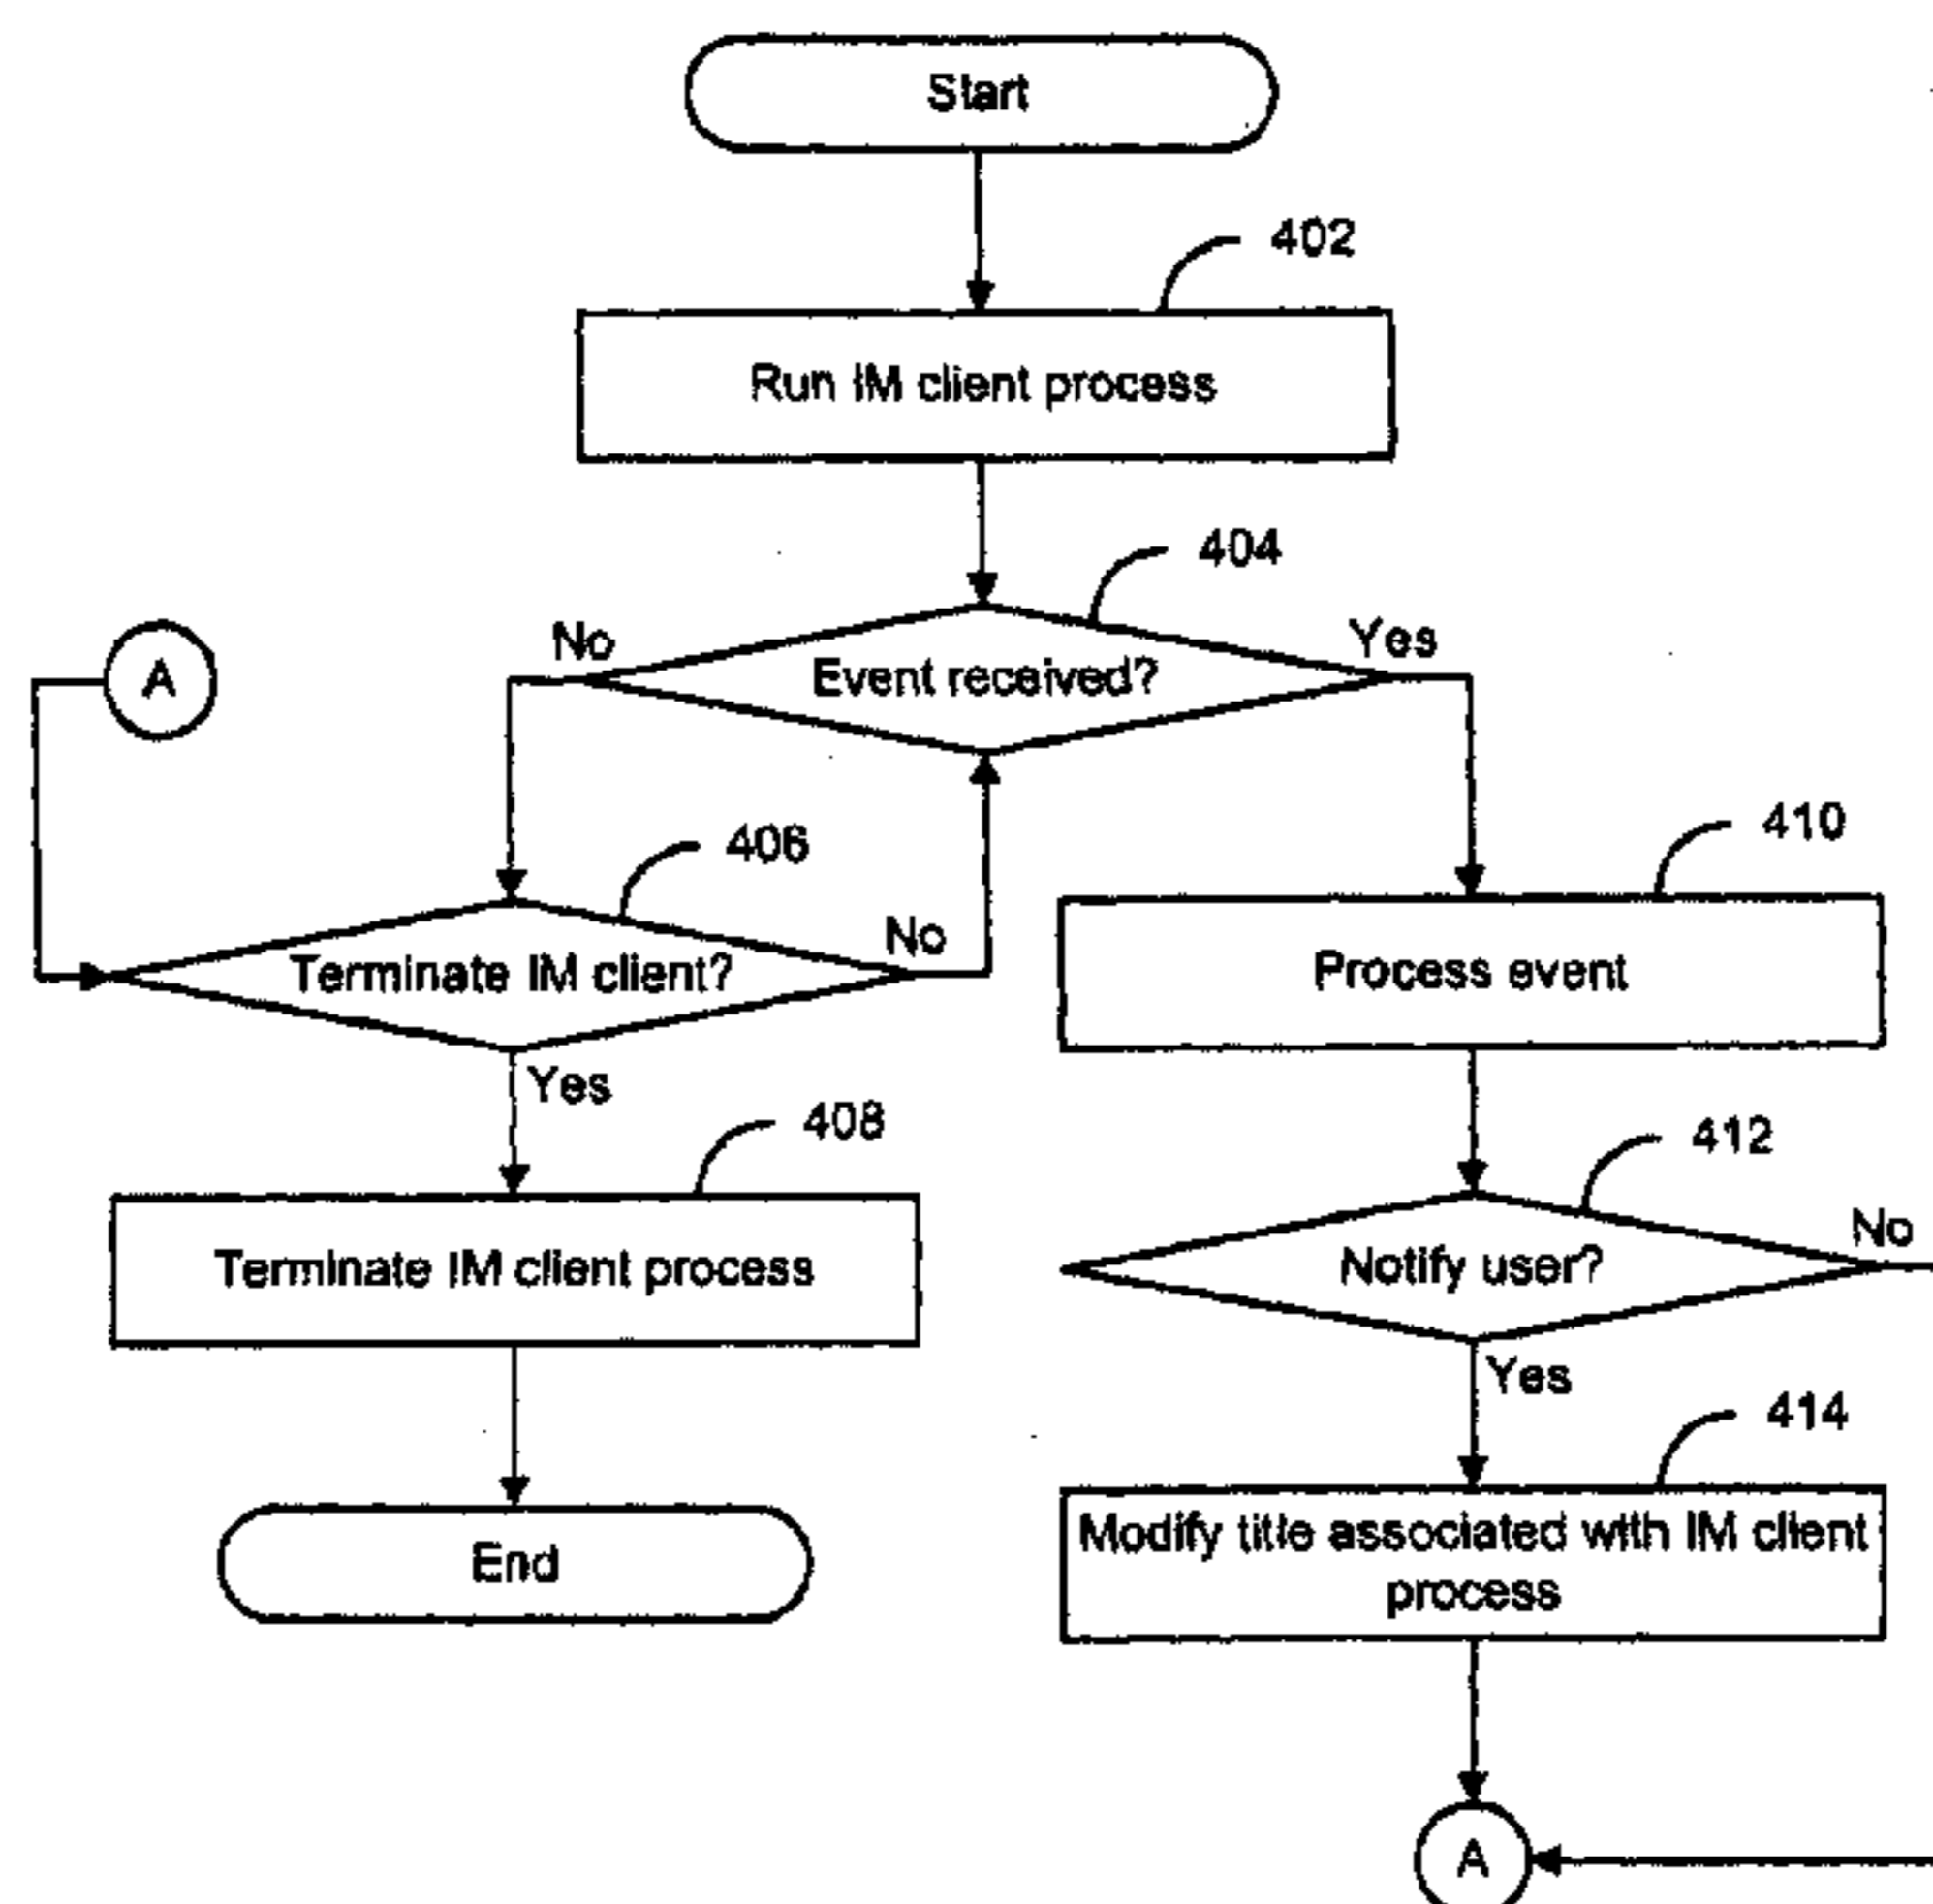 Start
402
Run IM client process
404
No
Yes
Event received?
A
410
406
No
Terminate IM client?
Process event
Yes
408
412
No
Terminate IM client process
Notify user?
Yes
414
Modify title associated with IM client
process
End
A